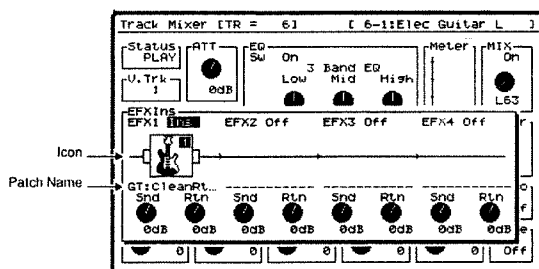 Track Mixer [TR = 6] [ 6-1:Elec Guitar L ]
Status ATT EQ Meter MIX
PLAY Sw On On
3 Band EQ
V.Trk Low Mid High
1 0dB L63
EFXIns
EFX1 Ins EFX2 Off EFX3 Off EFX4 Off r
Icon
1
Patch Name
GT:CleanRt... o
Snd Rtn Snd Rtn Snd Rtn Snd Rtn
0dB 0dB 0dB 0dB 0dB 0dB 0dB 0dB f
e
0 0 0 0 0 0 Off